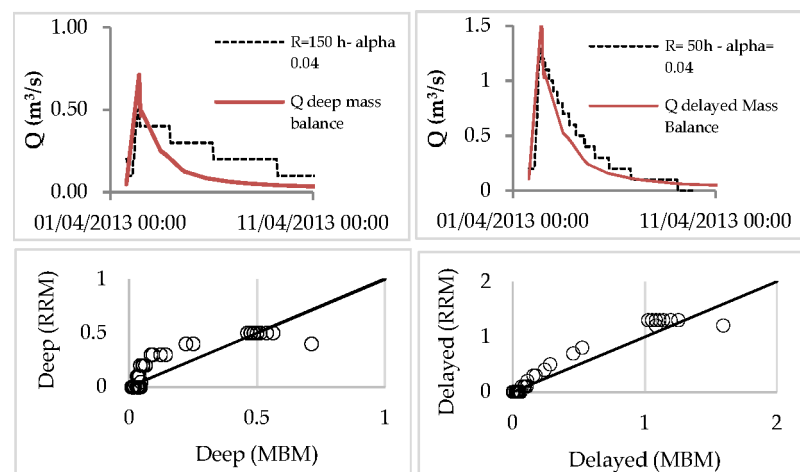 1.00
0.50
0.00
Q (m³/s)
R=150 h- alpha
0.04
Q deep mass
balance
01/04/2013 00:00
11/04/2013 00:00
1.5
1
0.5
0
Q (m³/s)
R= 50h - alpha=
0.04
Q delayed Mass
Balance
01/04/2013 00:00
11/04/2013 00:00
1
0.5
0
Deep (RRM)
0
0.5
1
Deep (MBM)
2
1
0
Delayed (RRM)
0
1
2
Delayed (MBM)